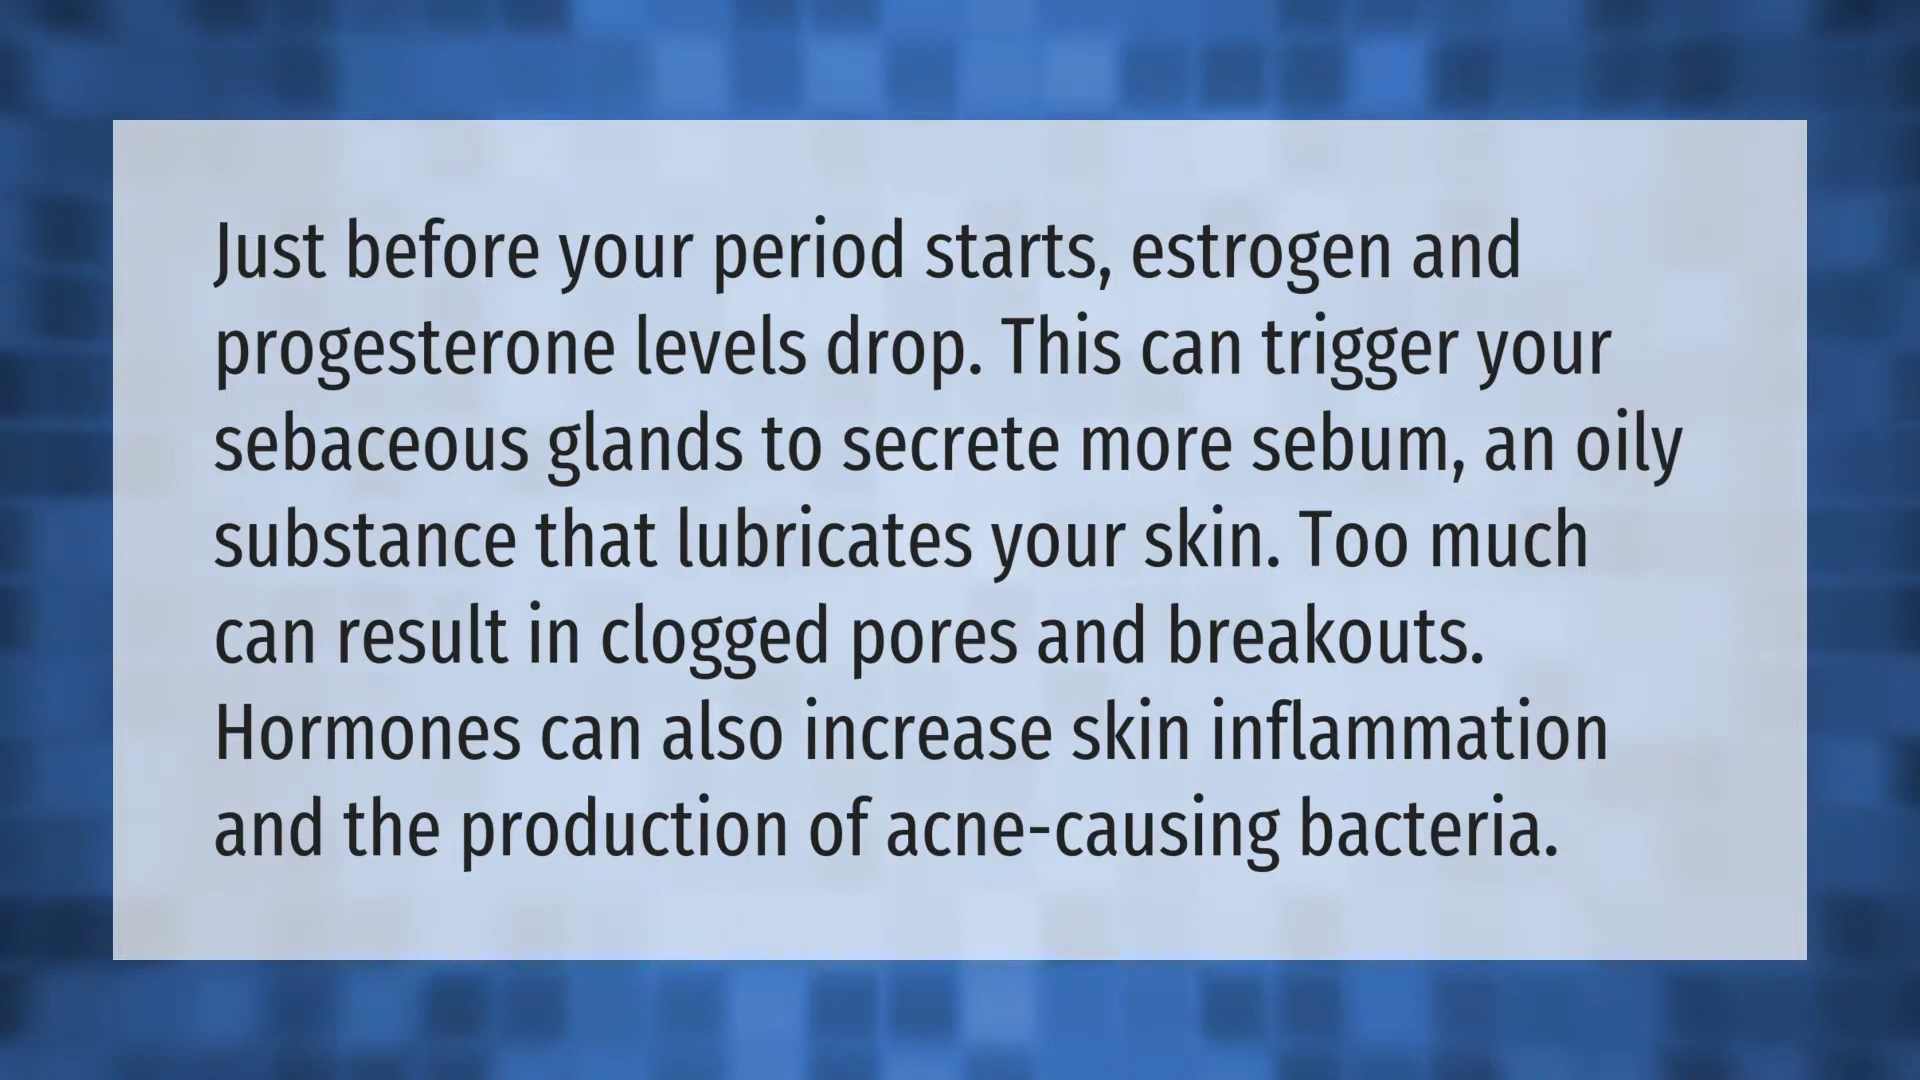 Just before your period starts, estrogen and
progesterone levels drop. This can trigger your
sebaceous glands to secrete more sebum, an oily
substance that lubricates your skin. Too much
can result in clogged pores and breakouts.
Hormones can also increase skin inflammation
and the production of acne-causing bacteria.